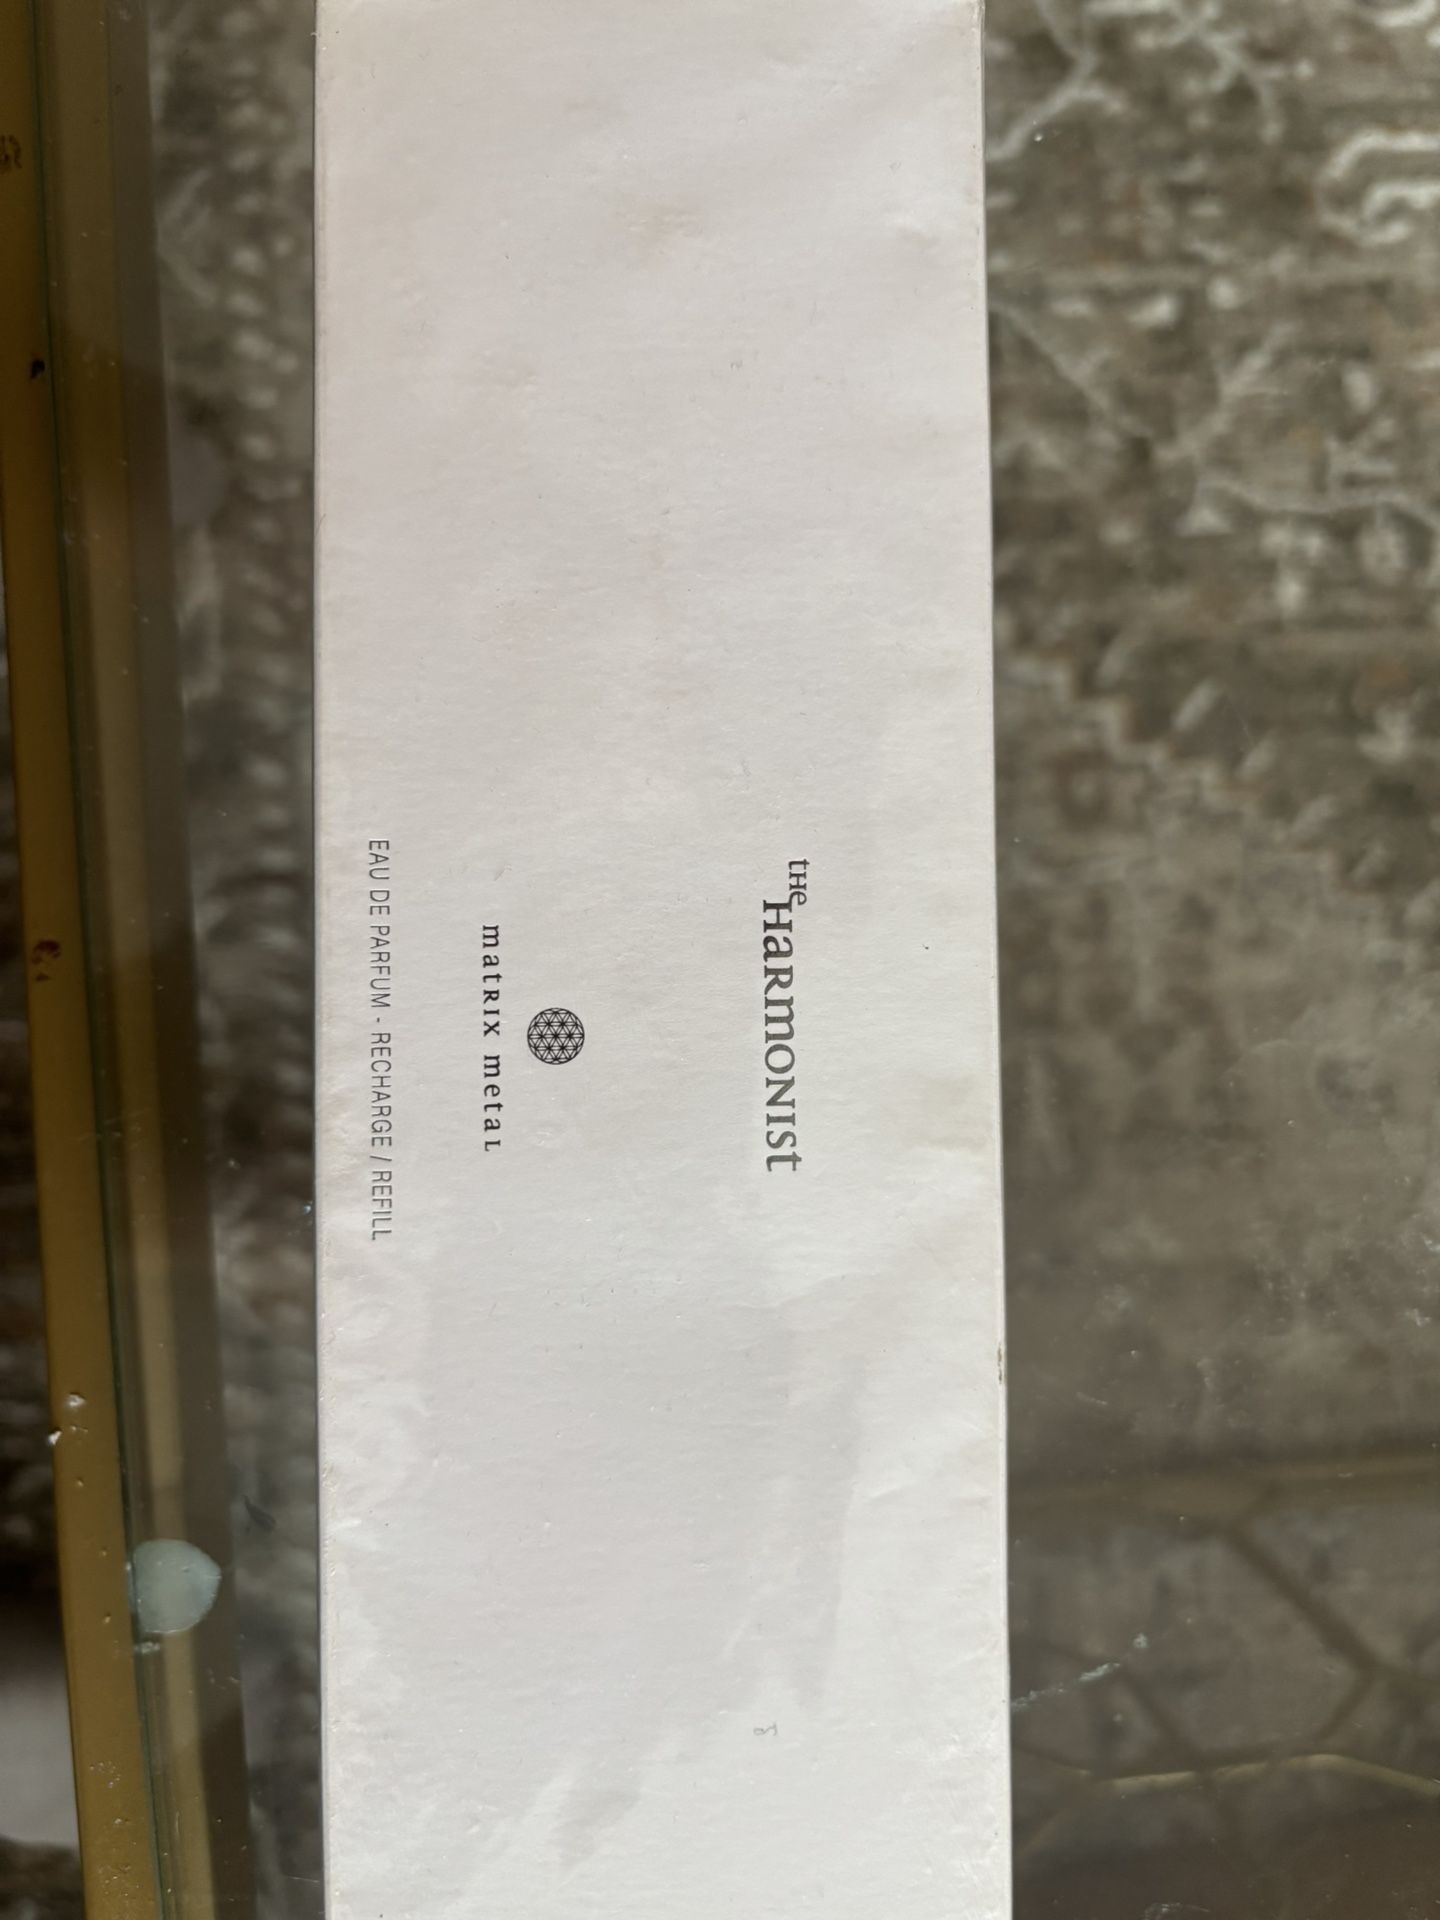 tHe HaRmONISt
matRIX metaL
EAU DE PARFUM - RECHARGE / REFILL